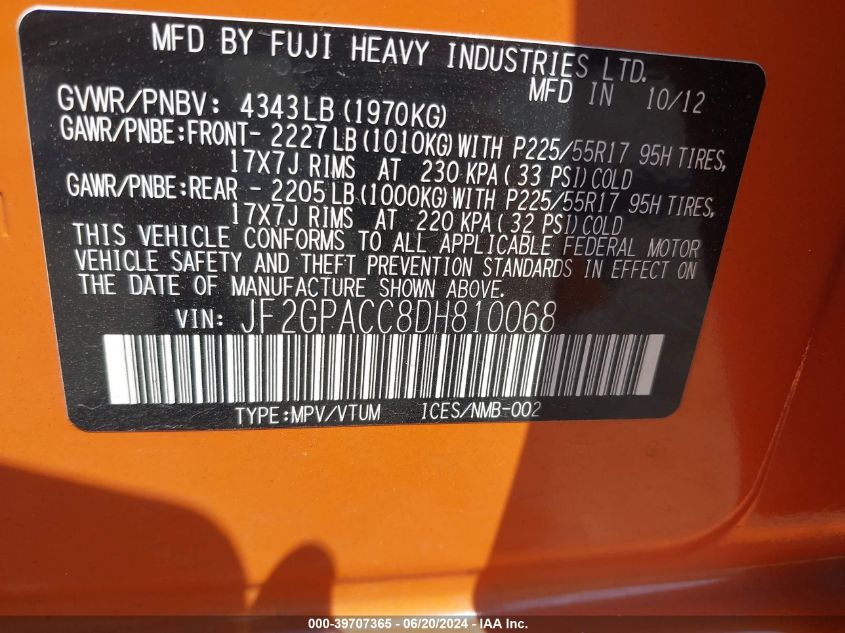 MFD BY FUJI HEAVY INDUSTRIES LTD.
MFD IN 10/12
GVWR/PNBV: 4343LB(1970KG)
GAWR/PNBE:FRONT- 2227LB(1010KG)WITH P225/55R17 95H TIRES,
17X7J RIMS AT 230 KPA(33 PSI)COLD
GAWR/PNBE:REAR - 2205LB(1000KG)WITH P225/55R17 95H TIRES,
17X7J RIMS AT 220 KPA(32 PSI)COLD
THIS VEHICLE CONFORMS TO ALL APPLICABLE FEDERAL MOTOR
VEHICLE SAFETY AND THEFT PREVENTION STANDARDS IN EFFECT ON
THE DATE OF MANUFACTURE SHOWN ABOVE.
VIN: JF2GPACC8DH810068
TYPE:MPV/VTUM ICES/NMB-002
000-39707365 - 06/20/2024 - IAA Inc.